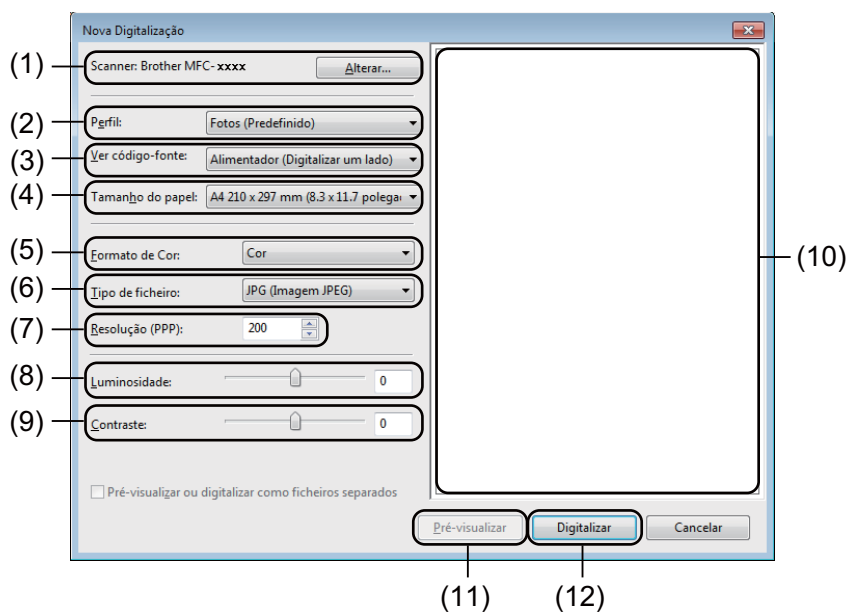 Nova Digitalização
(1) Scanner: Brother MFC-xxxx Alterar...
(2) Perfil: Fotos (Predefinido)
(3) Ver código-fonte: Alimentador (Digitalizar um lado)
(4) Tamanho do papel: A4 210 x 297 mm (8.3 x 11.7 polega
(5) Formato de Cor: Cor
(10)
(6) Tipo de ficheiro: JPG (Imagem JPEG)
(7) Resolução (PPP): 200
(8) Luminosidade: 0
(9) Contraste: 0
Pré-visualizar ou digitalizar como ficheiros separados
Pré-visualizar Digitalizar Cancelar
(11) (12)